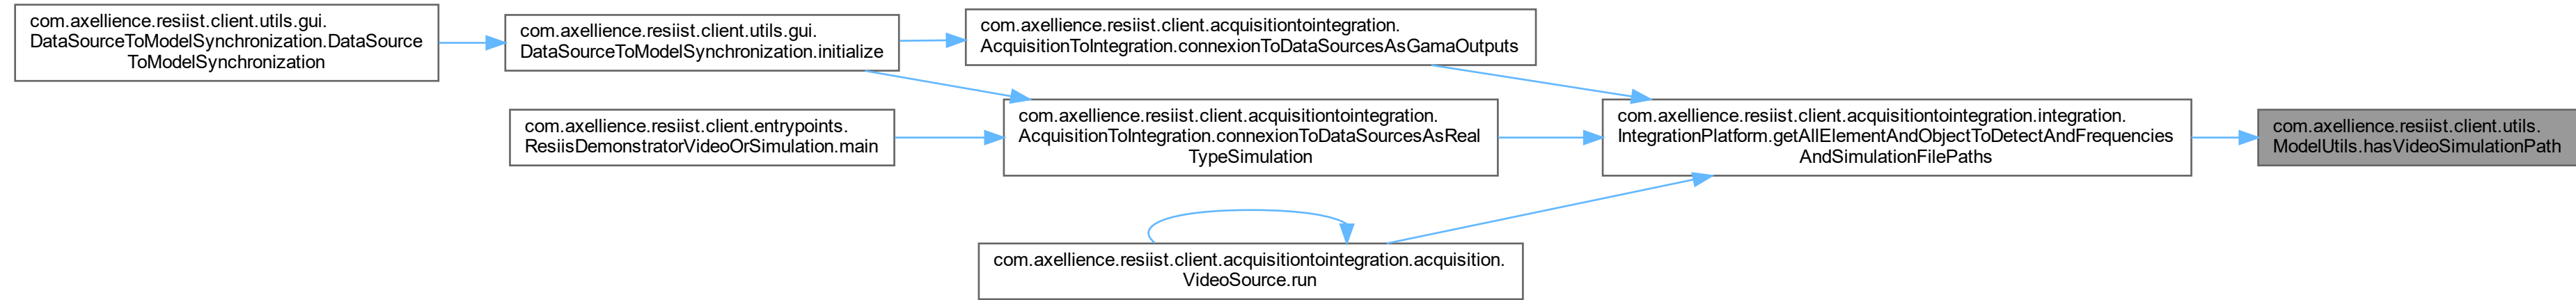 com.axellience.resiist.client.utils.gui.
DataSourceToModelSynchronization.DataSource
ToModelSynchronization
com.axellience.resiist.client.utils.gui.
DataSourceToModelSynchronization.initialize
com.axellience.resiist.client.acquisitiontointegration.
AcquisitionToIntegration.connexionToDataSourcesAsGamaOutputs
com.axellience.resiist.client.entrypoints.
ResiisDemonstratorVideoOrSimulation.main
com.axellience.resiist.client.acquisitiontointegration.
AcquisitionToIntegration.connexionToDataSourcesAsReal
TypeSimulation
com.axellience.resiist.client.acquisitiontointegration.integration.
IntegrationPlatform.getAllElementAndObjectToDetectAndFrequencies
AndSimulationFilePaths
com.axellience.resiist.client.utils.
ModelUtils.hasVideoSimulationPath
com.axellience.resiist.client.acquisitiontointegration.acquisition.
VideoSource.run